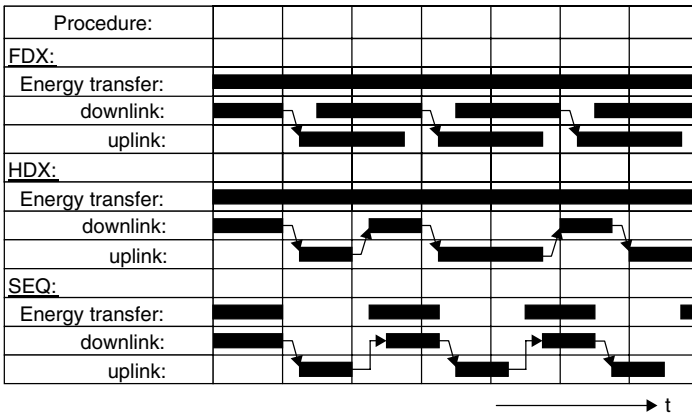 Procedure:
FDX:
Energy transfer:
downlink:
uplink:
HDX:
Energy transfer:
downlink:
uplink:
SEQ:
Energy transfer:
downlink:
uplink:
t